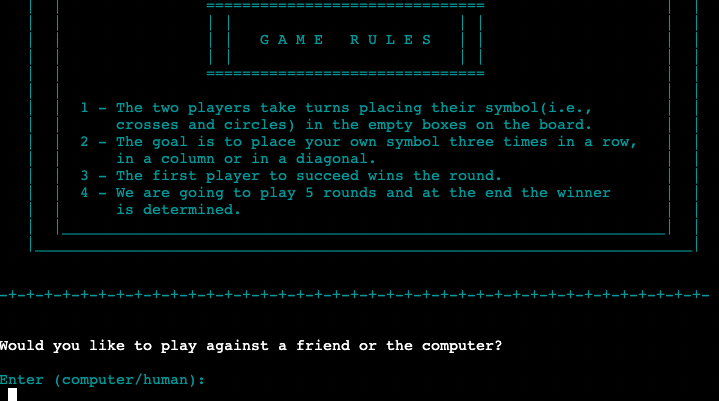 GAME RULES
1 - The two players take turns placing their symbol(i.e.,
crosses and circles) in the empty boxes on the board.
2 - The goal is to place your own symbol three times in a row,
in a column or in a diagonal.
3 - The first player to succeed wins the round.
4 - We are going to play 5 rounds and at the end the winner
is determined.
Would you like to play against a friend or the computer?
Enter (computer/human):